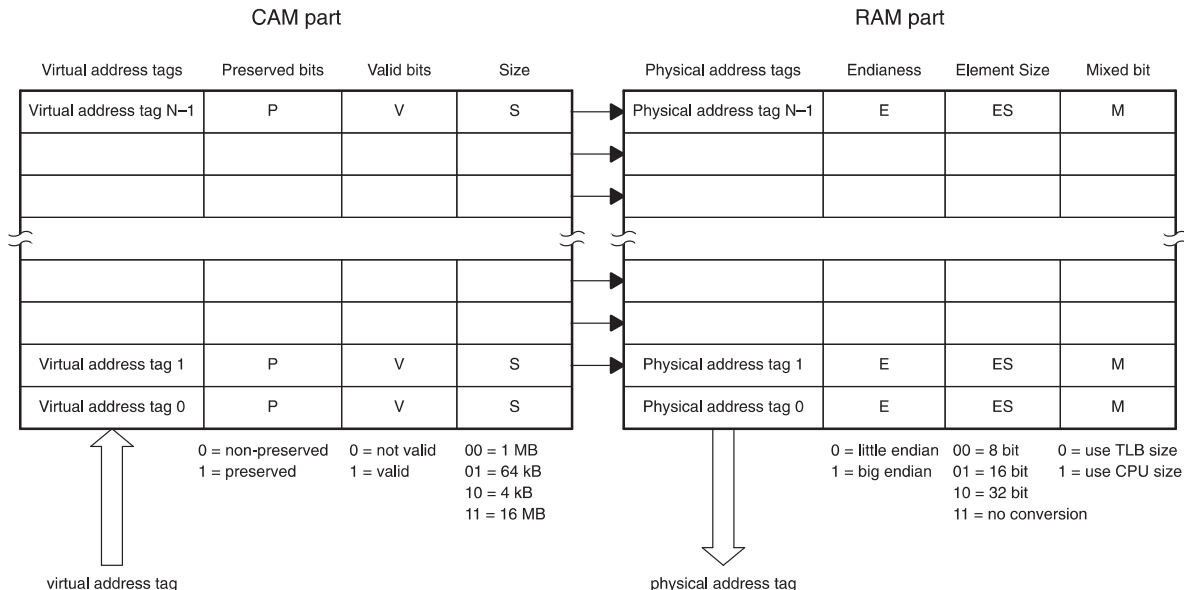 CAM part
RAM part
Virtual address tags Preserved bits Valid bits Size
Physical address tags Endianess Element Size Mixed bit
Virtual address tag N–1 P V S
Physical address tag N–1 E ES M
Virtual address tag 1 P V S
Physical address tag 1 E ES M
Virtual address tag 0 P V S
Physical address tag 0 E ES M
0 = non-preserved
1 = preserved
0 = not valid
1 = valid
00 = 1 MB
01 = 64 kB
10 = 4 kB
11 = 16 MB
0 = little endian
1 = big endian
00 = 8 bit
01 = 16 bit
10 = 32 bit
11 = no conversion
0 = use TLB size
1 = use CPU size
virtual address tag
physical address tag